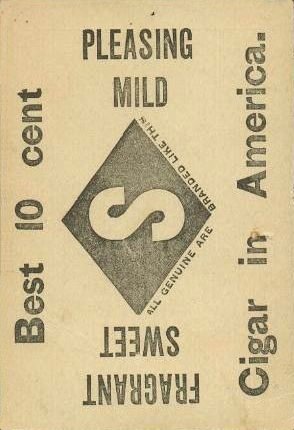 PLEASING
MILD
Best 10 cent
Cigar in America.
S
ALL GENUINE ARE
BRANDED LIKE THIS
FRAGRANT
SWEET